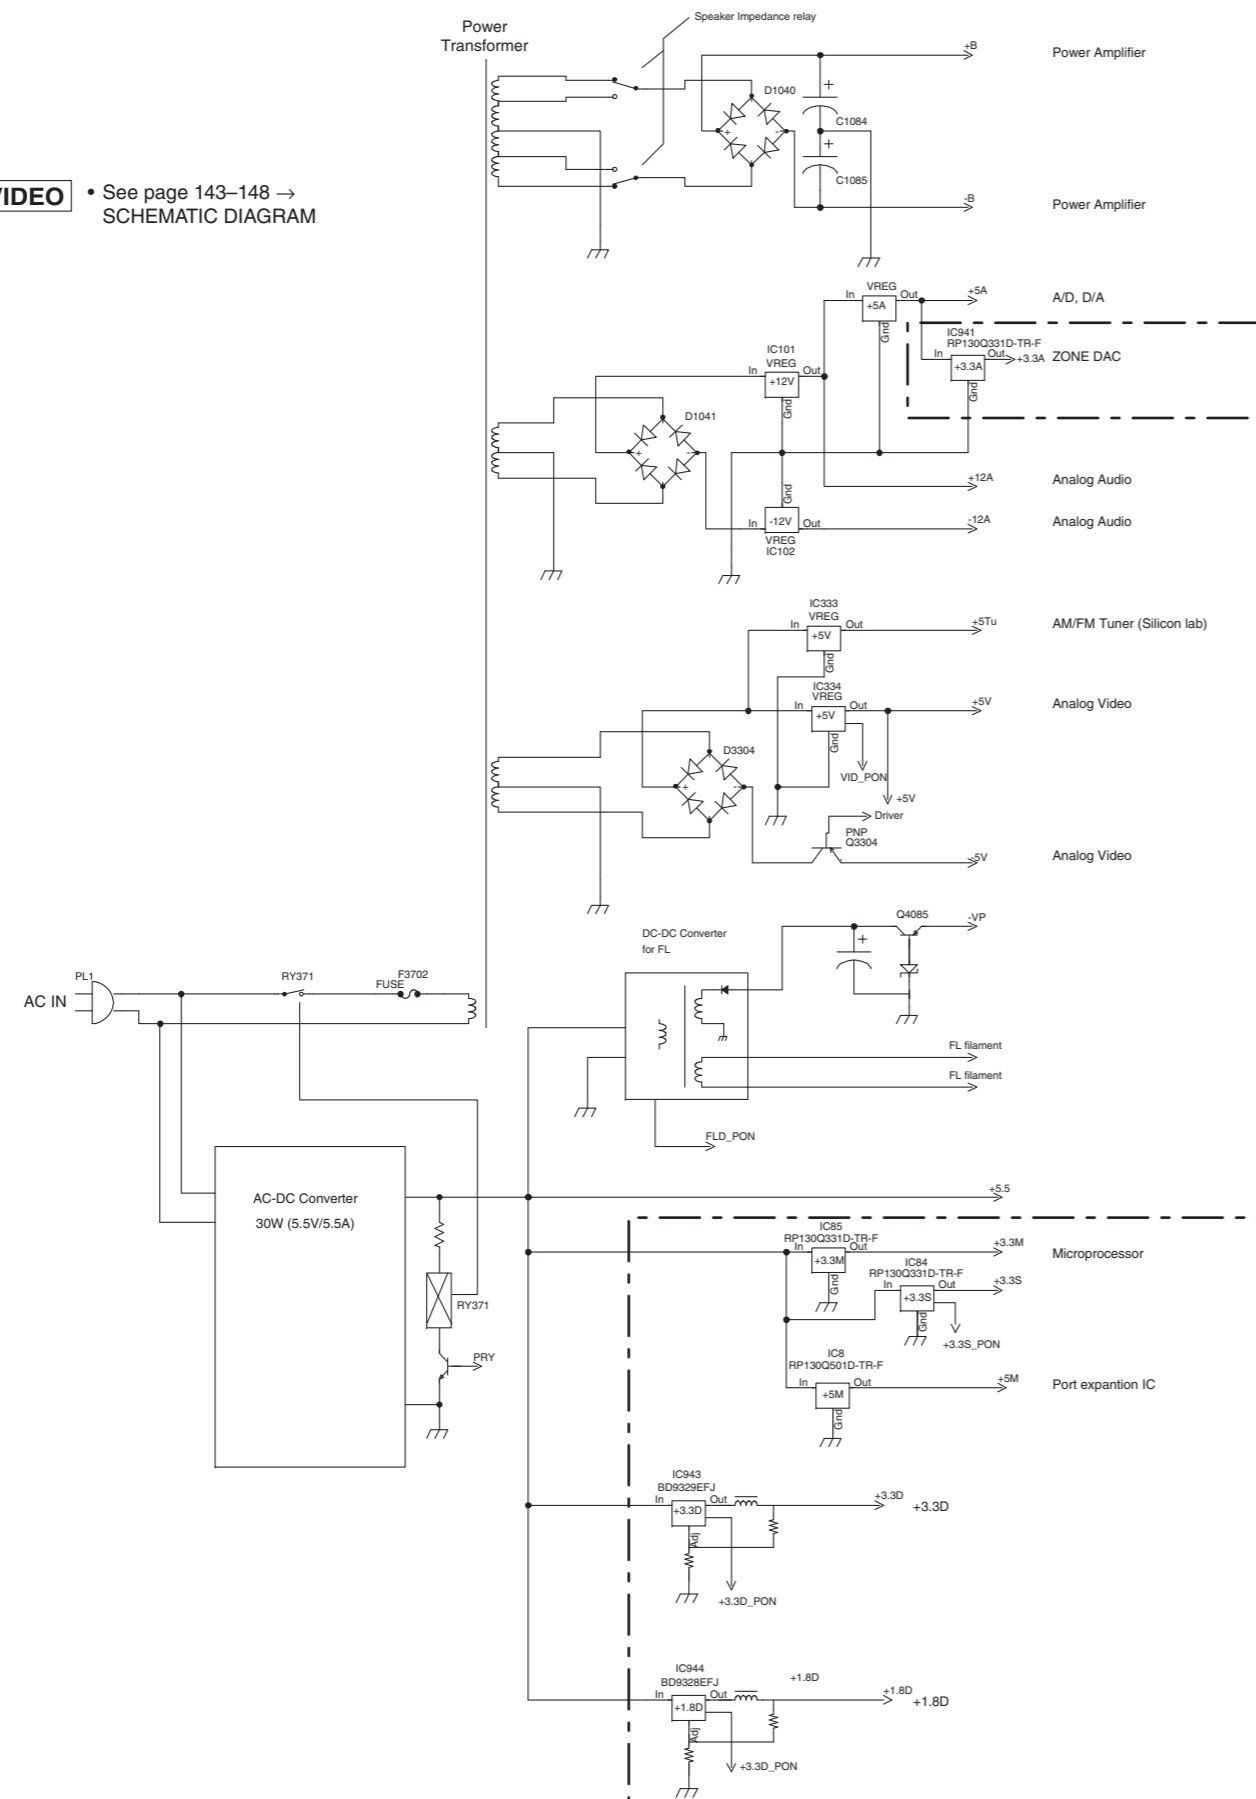 Speaker Impedance relay
Power
Transformer
+B
Power Amplifier
D1040
+
C1084
+ -
+
C1085
VIDEO
• See page 143–148 →
SCHEMATIC DIAGRAM
-B
Power Amplifier
VREG
In
+5A
Out
Gnd
+5A
A/D, D/A
IC941
RP130Q331D-TR-F
In
+3.3A
Out
Gnd
+3.3A
ZONE DAC
IC101
VREG
In
+12V
Out
Gnd
D1041
+ -
+12A
Analog Audio
Gnd
In
-12V
Out
VREG
IC102
-12A
Analog Audio
IC333
VREG
In
+5V
Out
Gnd
+5Tu
AM/FM Tuner (Silicon lab)
IC334
VREG
In
+5V
Out
Gnd
+5V
Analog Video
D3304
+ -
VID_PON
+5V
Driver
PNP
Q3304
-5V
Analog Video
DC-DC Converter
for FL
Q4085
-VP
+
PL1
AC IN
RY371
F3702
FUSE
FL filament
FL filament
FLD_PON
AC-DC Converter
30W (5.5V/5.5A)
+5.5
RY371
PRY
IC85
RP130Q331D-TR-F
In
+3.3M
Out
Gnd
+3.3M
Microprocessor
IC84
RP130Q331D-TR-F
In
+3.3S
Out
Gnd
+3.3S
+3.3S_PON
IC8
RP130Q501D-TR-F
In
+5M
Out
Gnd
+5M
Port expantion IC
IC943
BD9329EFJ
In
+3.3D
Out
Adj
+3.3D
+3.3D
+3.3D_PON
IC944
BD9328EFJ
In
+1.8D
Out
Adj
+1.8D
+1.8D
+1.8D
+3.3D_PON